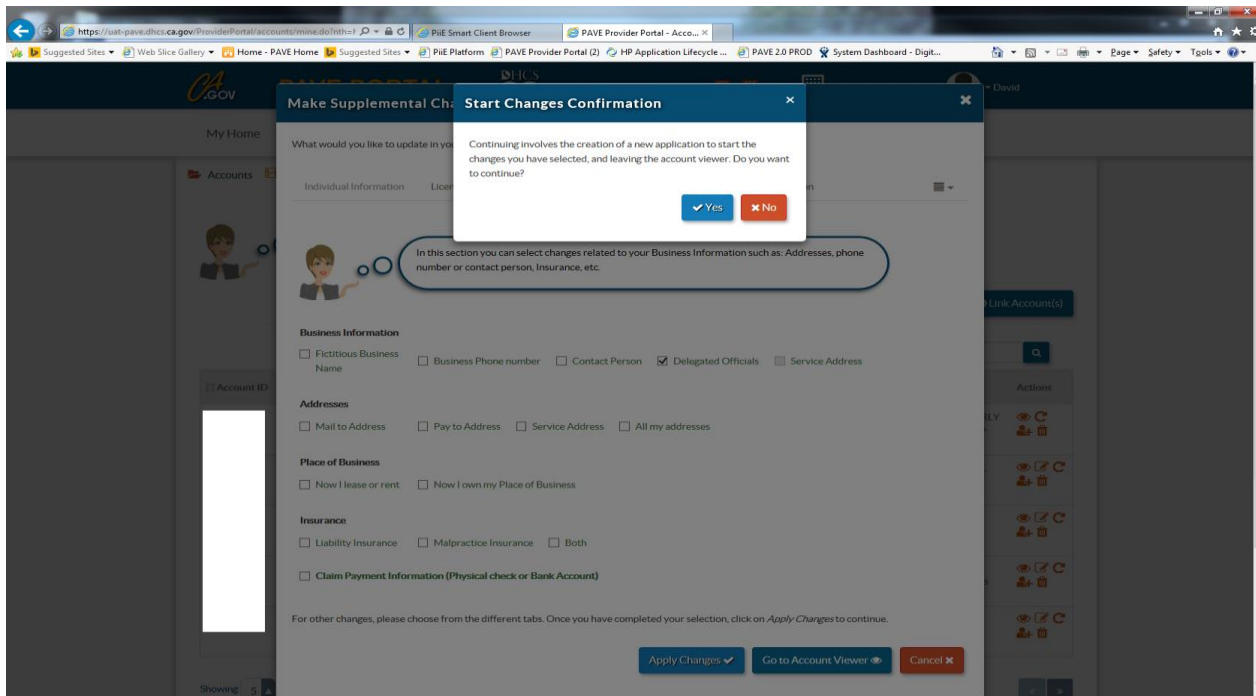 https://uat-pave.dhcs.ca.gov/ProviderPortal/accounts/mine.do?nth=
PiiE Smart Client Browser
PAVE Provider Portal - Acco...
Suggested Sites
Web Slice Gallery
Home - PAVE Home
Suggested Sites
PiiE Platform
PAVE Provider Portal (2)
HP Application Lifecycle ...
PAVE 2.0 PROD
System Dashboard - Digit...
Page
Safety
Tools
CA
.GOV
PAVE PORTAL
DHCS
David
My Home
Accounts
Make Supplemental Cha
Start Changes Confirmation
What would you like to update in yo
Continuing involves the creation of a new application to start the
changes you have selected, and leaving the account viewer. Do you want
to continue?
Yes
No
Individual Information
In this section you can select changes related to your Business Information such as: Addresses, phone
number or contact person, Insurance, etc.
Link Account(s)
Business Information
Fictitious Business
Name
Business Phone number
Contact Person
Delegated Officials
Service Address
Account ID
Actions
Addresses
Mail to Address
Pay to Address
Service Address
All my addresses
Place of Business
Now I lease or rent
Now I own my Place of Business
Insurance
Liability Insurance
Malpractice Insurance
Both
Claim Payment Information (Physical check or Bank Account)
For other changes, please choose from the different tabs. Once you have completed your selection, click on Apply Changes to continue.
Apply Changes
Go to Account Viewer
Cancel
Showing 5